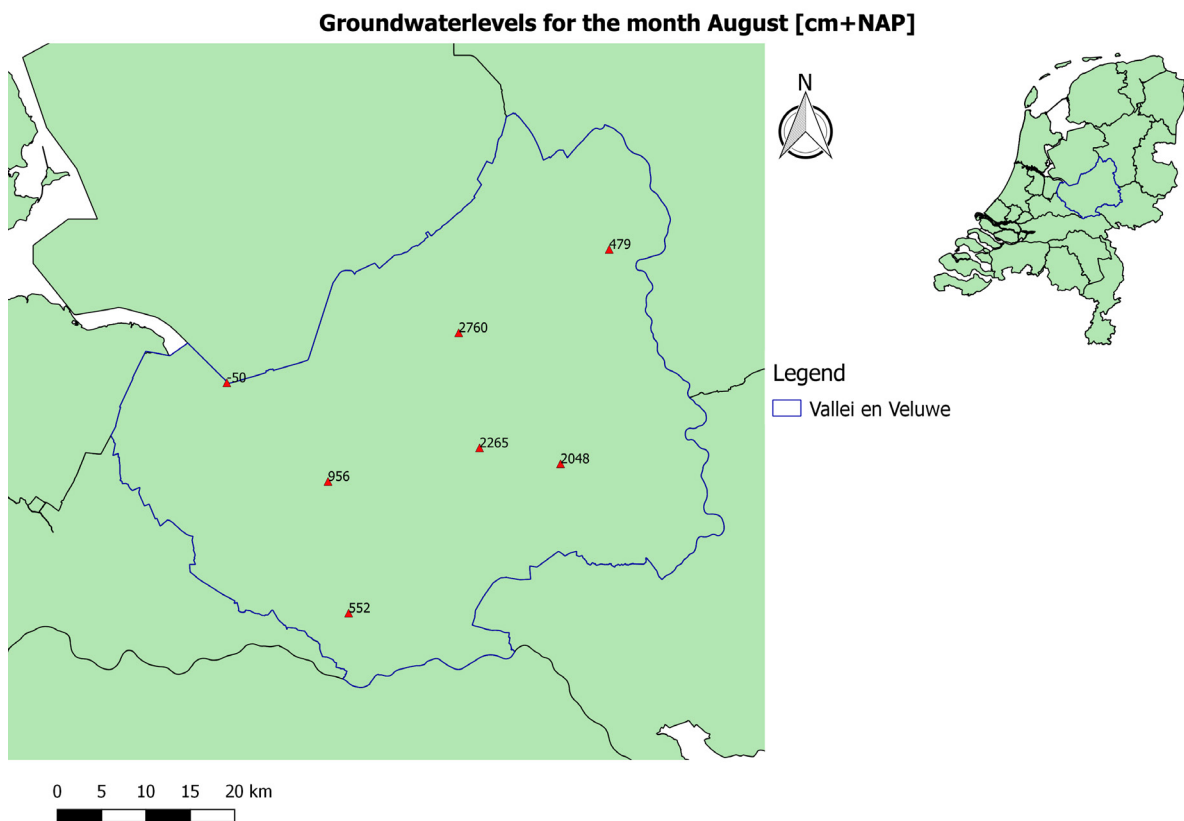 Groundwaterlevels for the month August [cm+NAP]
N
479
2760
-50
2265
2048
956
552
Legend
Vallei en Veluwe
0 5 10 15 20 km